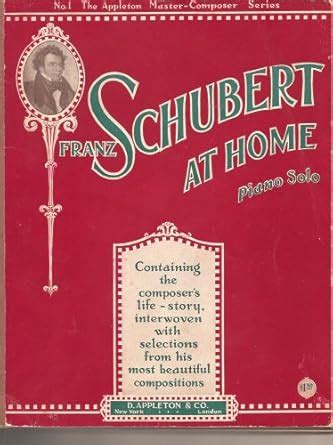 No.1 The Appleton Master-Composer Series
FRANZ SCHUBERT
AT HOME
Piano Solo
Containing
the
composer's
life-story,
interwoven
with
selections
from his
most beautiful
compositions
D. APPLETON & CO.
New York ... London